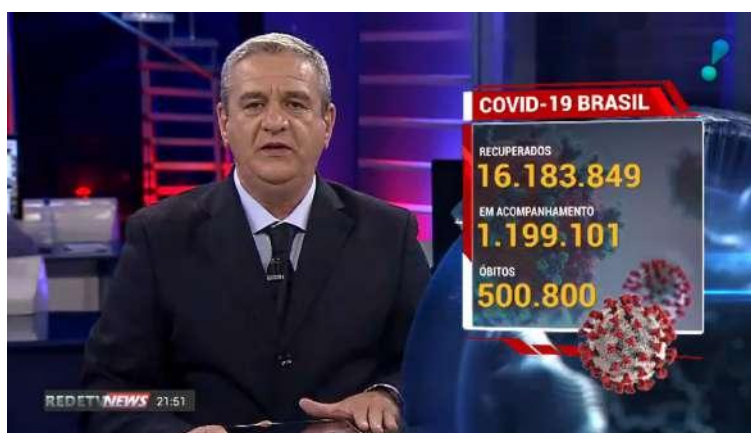 COVID-19 BRASIL
RECUPERADOS
16.183.849
EM ACOMPANHAMENTO
1.199.101
ÓBITOS
500.800
REDETV NEWS 21:51